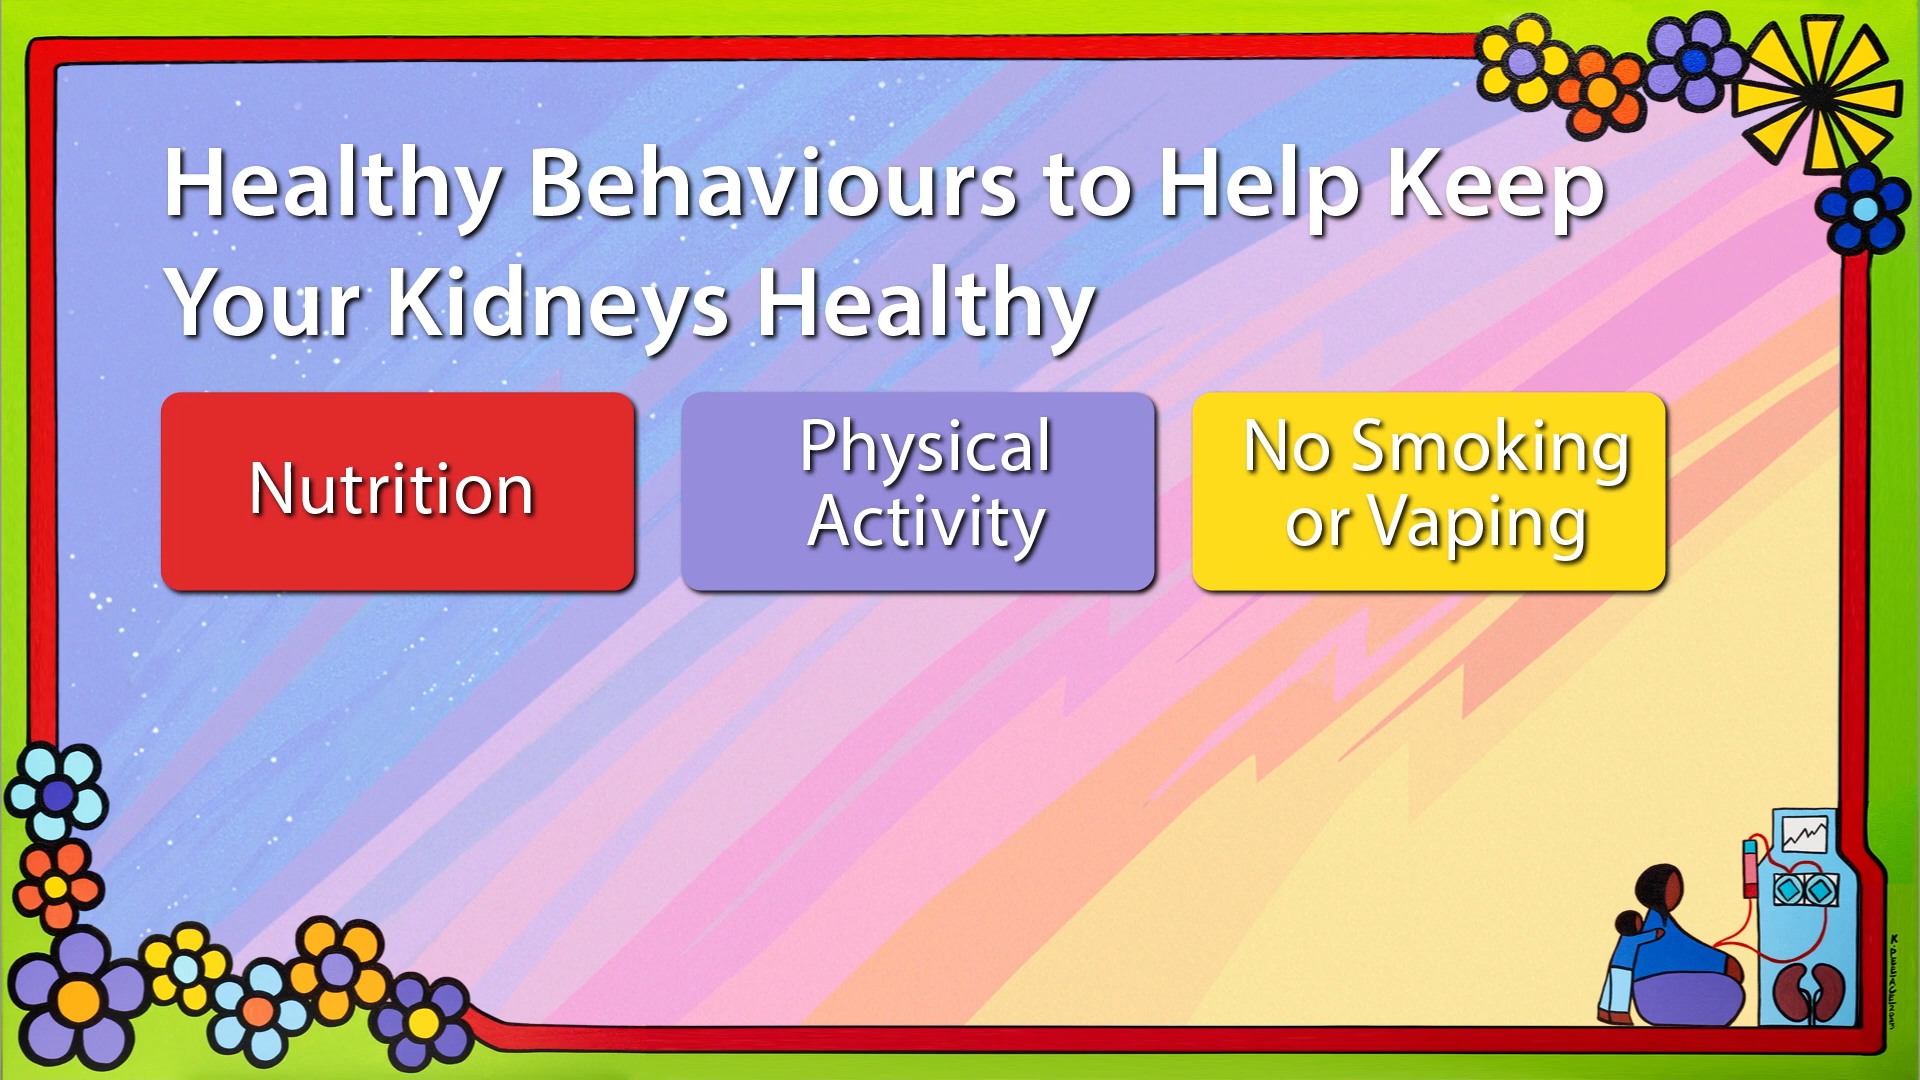 Healthy Behaviours to Help Keep
Your Kidneys Healthy
Nutrition
Physical
Activity
No Smoking
or Vaping